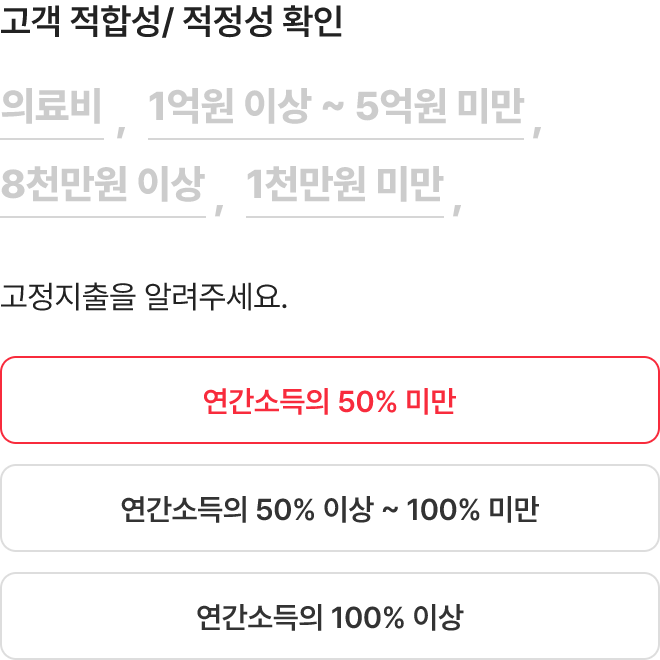 고객 적합성/ 적정성 확인
의료비 , 1억원 이상 ~ 5억원 미만 ,
8천만원 이상 , 1천만원 미만 ,
고정지출을 알려주세요.
연간소득의 50% 미만
연간소득의 50% 이상 ~ 100% 미만
연간소득의 100% 이상